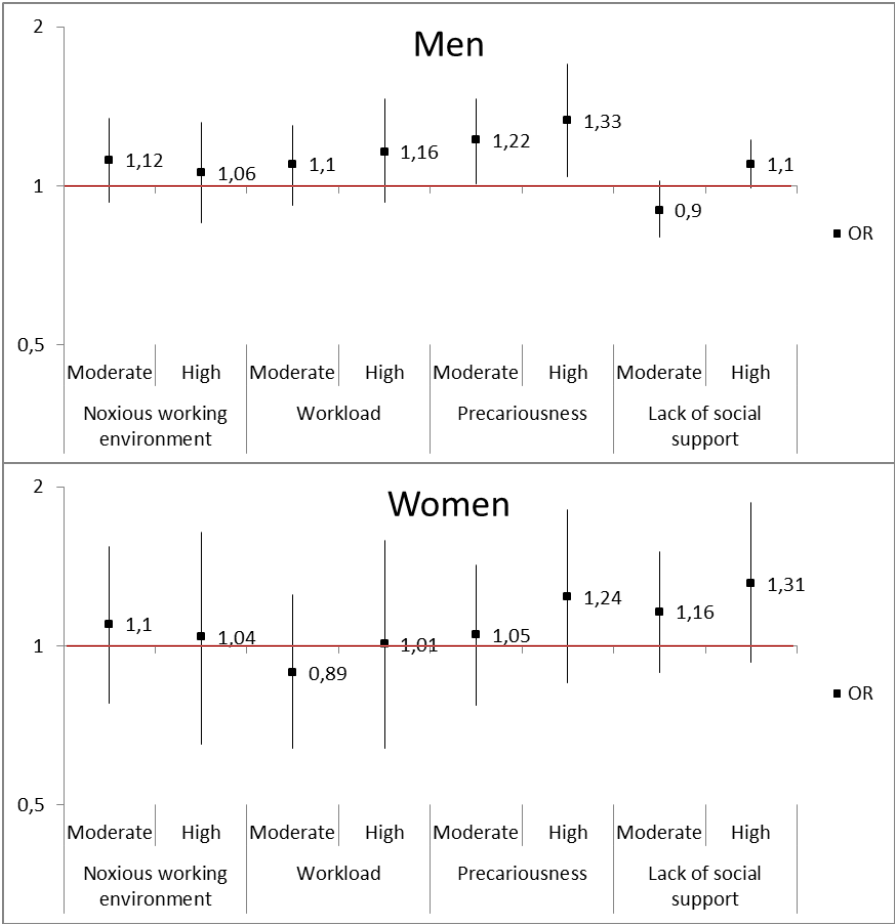 2
Men
1,12
1,06
1,1
1,16
1,22
1,33
0,9
1,1
1
OR
0,5
Moderate High Moderate High Moderate High Moderate High
Noxious working environment
Workload
Precariousness
Lack of social support
2
Women
1,1
1,04
0,89
1,01
1,05
1,24
1,16
1,31
1
OR
0,5
Moderate High Moderate High Moderate High Moderate High
Noxious working environment
Workload
Precariousness
Lack of social support